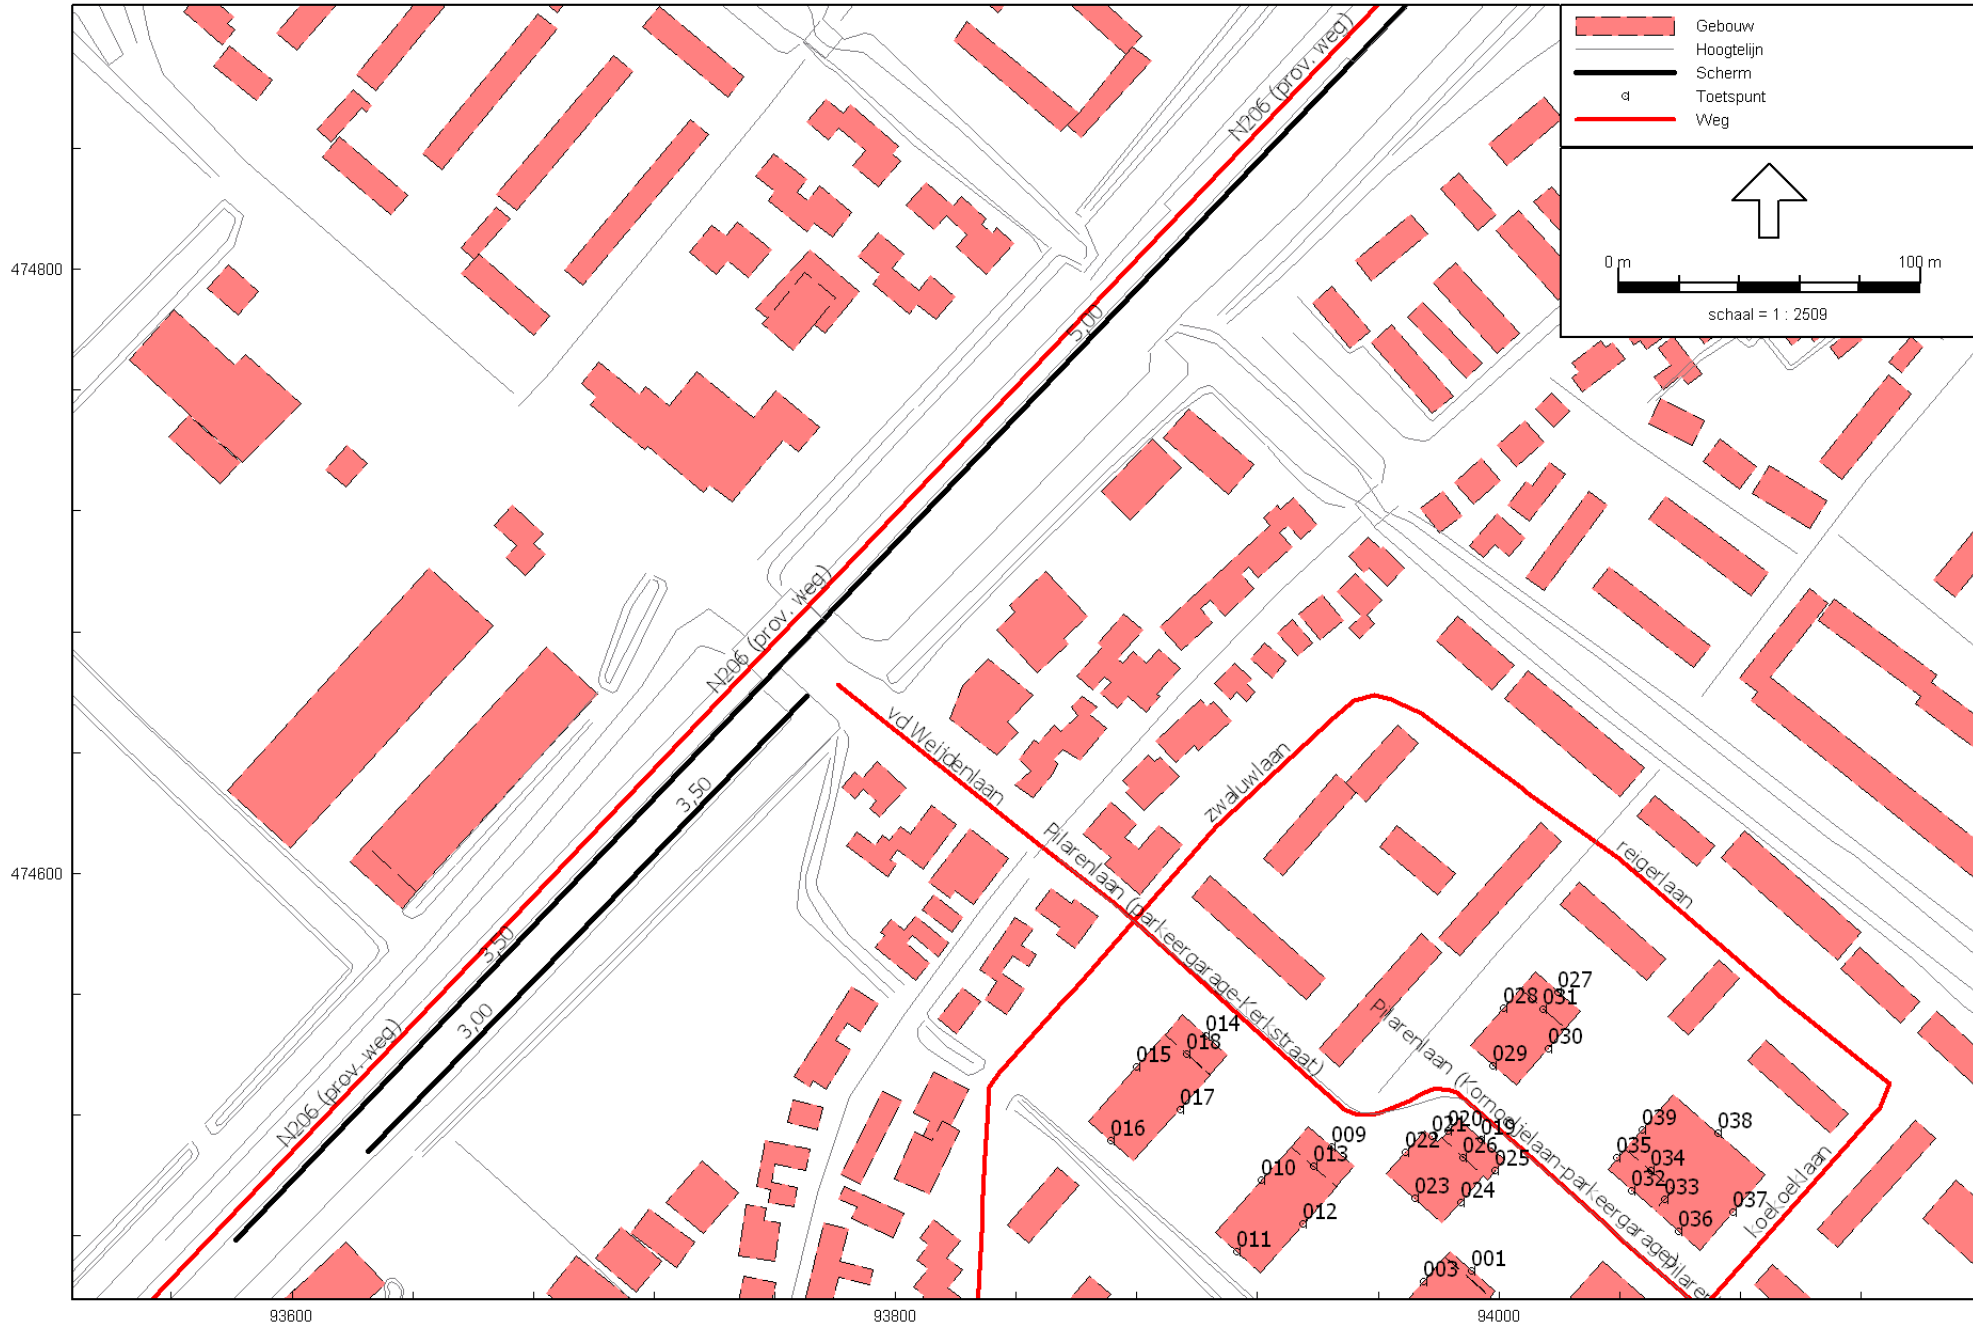 Gebouw
Hoogtelijn
Scherm
Toetspunt
Weg
0 m
100 m
schaal = 1 : 2509
N206 (prov. weg)
474800
5,00
N206 (prov. weg)
vd Weijdenlaan
3,50
zwaluwlaan
Pilarenlaan (parkeergarage-Kerkstraat)
reigerlaan
474600
3,50
3,00
N206 (prov. weg)
Pilarenlaan (Kornoeljelaan-parkeergarage)
027
028
031
014
018
030
015
029
017
016
020
019
021
039
038
009
022
026
035
013
025
034
010
032
033
023
024
037
012
036
koekoeklaan
011
001
003
93600
93800
94000